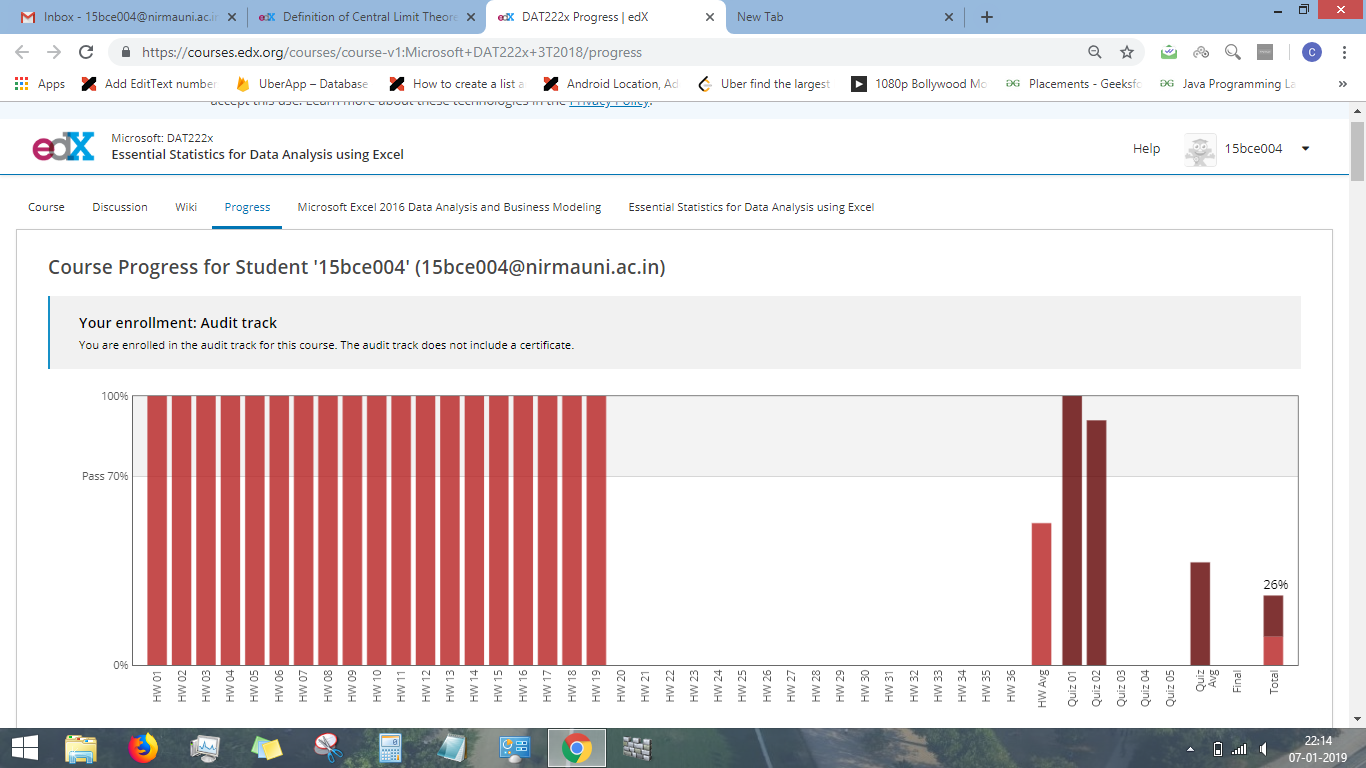 Inbox - 15bce004@nirmauni.ac.in
Definition of Central Limit Theore
DAT222x Progress | edX
New Tab
https://courses.edx.org/courses/course-v1:Microsoft+DAT222x+3T2018/progress
C
Apps
Add EditText number
UberApp – Database
How to create a list a
Android Location, Ad
Uber find the largest
1080p Bollywood Mo
Placements - Geeksfo
Java Programming La
»
accept this use. Learn more about these technologies in the Privacy Policy.
edX
Microsoft: DAT222x
Essential Statistics for Data Analysis using Excel
Help
15bce004
Course
Discussion
Wiki
Progress
Microsoft Excel 2016 Data Analysis and Business Modeling
Essential Statistics for Data Analysis using Excel
Course Progress for Student '15bce004' (15bce004@nirmauni.ac.in)
Your enrollment: Audit track
You are enrolled in the audit track for this course. The audit track does not include a certificate.
100%
Pass 70%
0%
26%
HW 01
HW 02
HW 03
HW 04
HW 05
HW 06
HW 07
HW 08
HW 09
HW 10
HW 11
HW 12
HW 13
HW 14
HW 15
HW 16
HW 17
HW 18
HW 19
HW 20
HW 21
HW 22
HW 23
HW 24
HW 25
HW 26
HW 27
HW 28
HW 29
HW 30
HW 31
HW 32
HW 33
HW 34
HW 35
HW 36
HW Avg
Quiz 01
Quiz 02
Quiz 03
Quiz 04
Quiz 05
Quiz
Avg
Final
Total
22:14
07-01-2019